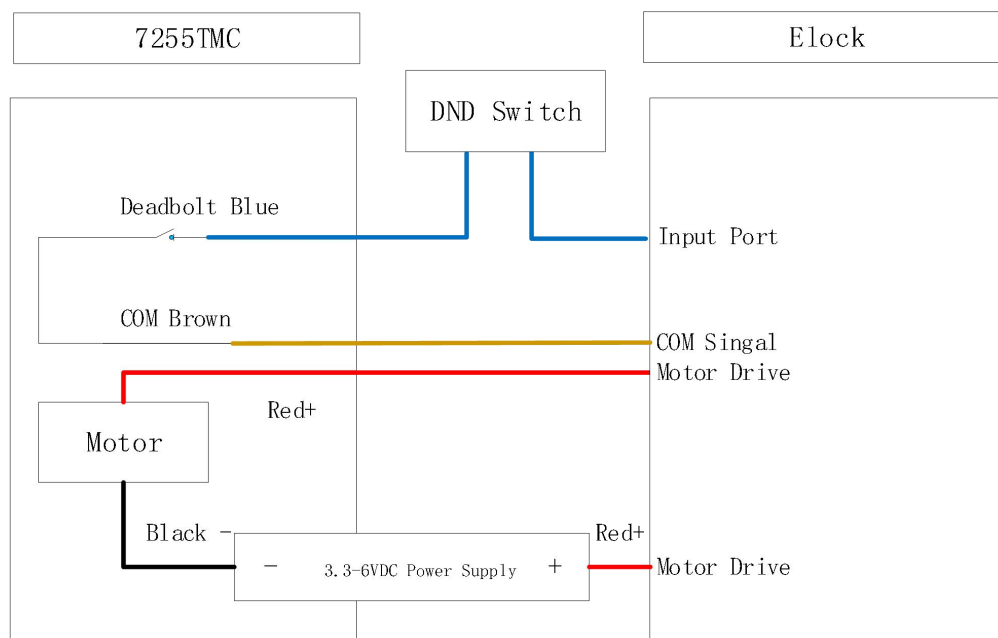 7255TMC
Elock
DND Switch
Deadbolt Blue
Input Port
COM Brown
COM Singal
Motor Drive
Red+
Motor
Black -
Red+
- 3.3-6VDC Power Supply +
Motor Drive